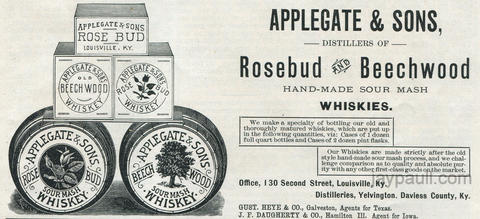 APPLEGATE & SONS
ROSE BUD
LOUISVILLE, KY.
APPLEGATE & SONS
OLD
BEECHWOOD
WHISKEY
APPLEGATE & SONS
ROSE BUD
WHISKEY
APPLEGATE & SONS
ROSE BUD
SOUR MASH
WHISKEY
APPLEGATE & SONS
BEECH WOOD
SOUR MASH
WHISKEY
APPLEGATE & SONS,
DISTILLERS OF
Rosebud AND Beechwood
HAND-MADE SOUR MASH
WHISKIES.
We make a specialty of bottling our old and
thoroughly matured whiskies, which are put up
in the following quantities, viz: Cases of 1 dozen
full quart bottles and Cases of 2 dozen pint flasks.
Our Whiskies are made strictly after the old
style hand-made sour mash process, and we chal-
lenge comparison as to quality and absolute pur-
ity with any other first-class goods on the market.
jaypaull.com
Office, 130 Second Street, Louisville, Ky.
Distilleries, Yelvington, Daviess County, Ky.
GUST. HEYE & CO., Galveston, Agents for Texas.
J. F. DAUGHERTY & CO., Hamilton Ill. Agent for Iowa.